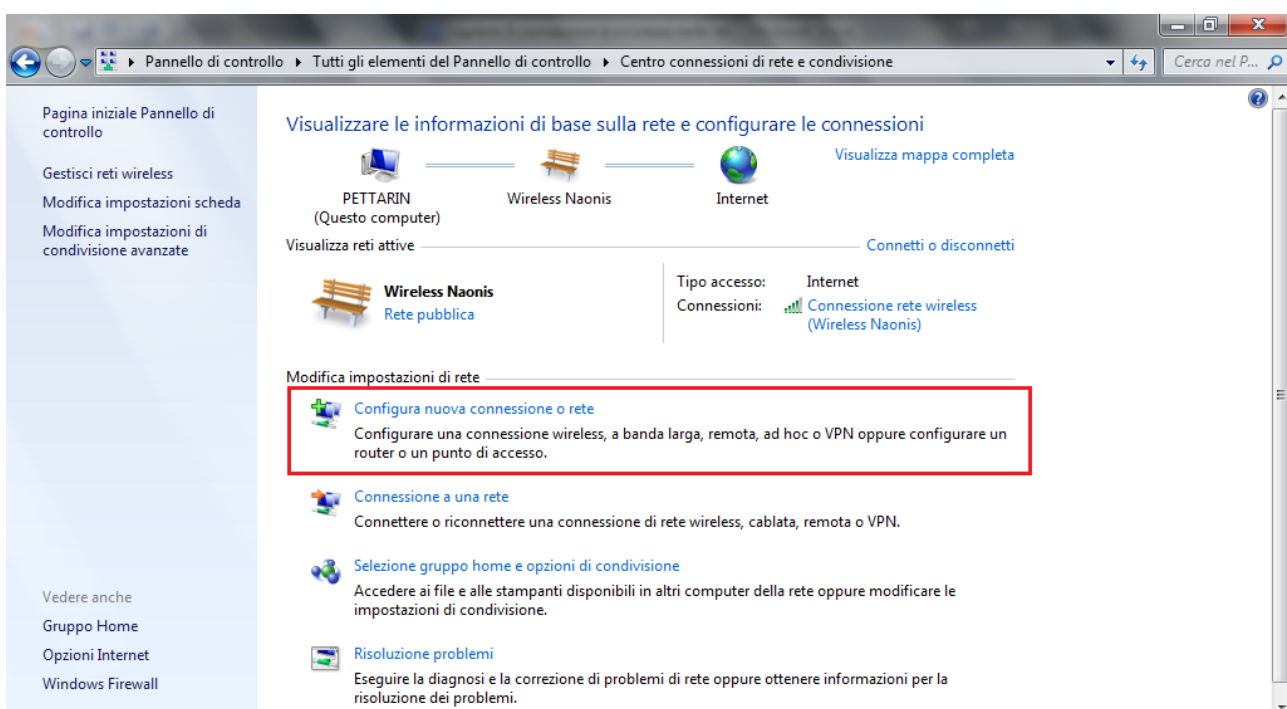 Pannello di controllo ▸ Tutti gli elementi del Pannello di controllo ▸ Centro connessioni di rete e condivisione
Cerca nel P...
Pagina iniziale Pannello di
controllo
Gestisci reti wireless
Modifica impostazioni scheda
Modifica impostazioni di
condivisione avanzate
Vedere anche
Gruppo Home
Opzioni Internet
Windows Firewall
Visualizzare le informazioni di base sulla rete e configurare le connessioni
Visualizza mappa completa
PETTARIN
(Questo computer)
Wireless Naonis
Internet
Visualizza reti attive
Connetti o disconnetti
Wireless Naonis
Rete pubblica
Tipo accesso: Internet
Connessioni: Connessione rete wireless
(Wireless Naonis)
Modifica impostazioni di rete
Configura nuova connessione o rete
Configurare una connessione wireless, a banda larga, remota, ad hoc o VPN oppure configurare un
router o un punto di accesso.
Connessione a una rete
Connettere o riconnettere una connessione di rete wireless, cablata, remota o VPN.
Selezione gruppo home e opzioni di condivisione
Accedere ai file e alle stampanti disponibili in altri computer della rete oppure modificare le
impostazioni di condivisione.
Risoluzione problemi
Eseguire la diagnosi e la correzione di problemi di rete oppure ottenere informazioni per la
risoluzione dei problemi.